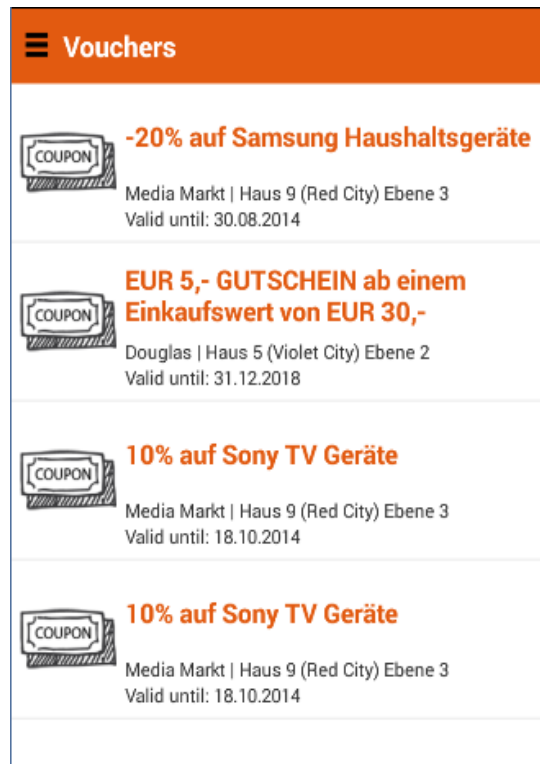 Vouchers
-20% auf Samsung Haushaltsgeräte
COUPON
Media Markt | Haus 9 (Red City) Ebene 3
Valid until: 30.08.2014
EUR 5,- GUTSCHEIN ab einem
Einkaufswert von EUR 30,-
COUPON
Douglas | Haus 5 (Violet City) Ebene 2
Valid until: 31.12.2018
10% auf Sony TV Geräte
COUPON
Media Markt | Haus 9 (Red City) Ebene 3
Valid until: 18.10.2014
10% auf Sony TV Geräte
COUPON
Media Markt | Haus 9 (Red City) Ebene 3
Valid until: 18.10.2014